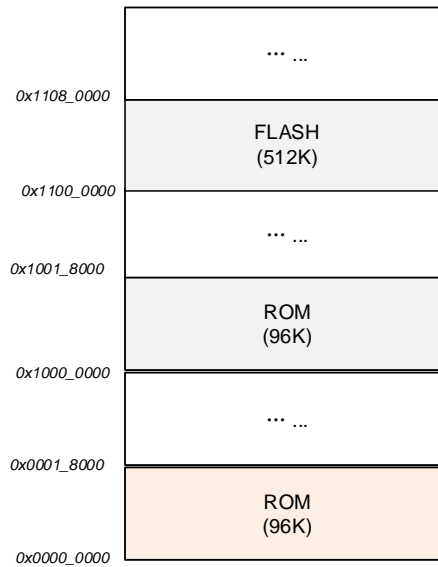 ... ...
0x1108_0000
FLASH
(512K)
0x1100_0000
... ...
0x1001_8000
ROM
(96K)
0x1000_0000
... ...
0x0001_8000
ROM
(96K)
0x0000_0000